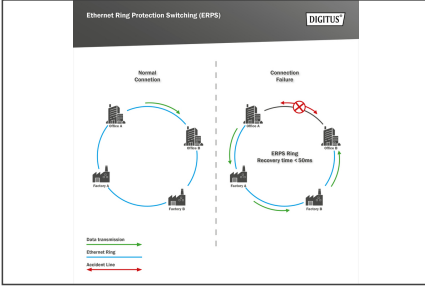 Ethernet Ring Protection Switching (ERPS)
DIGITUS®
Normal
Connetion
Office A
Office B
Factory A
Factory B
Connection
Failure
Office A
Office B
ERPS Ring
Recovery time <50ms
Factory A
Factory B
Data transmission
Ethernet Ring
Accident Line